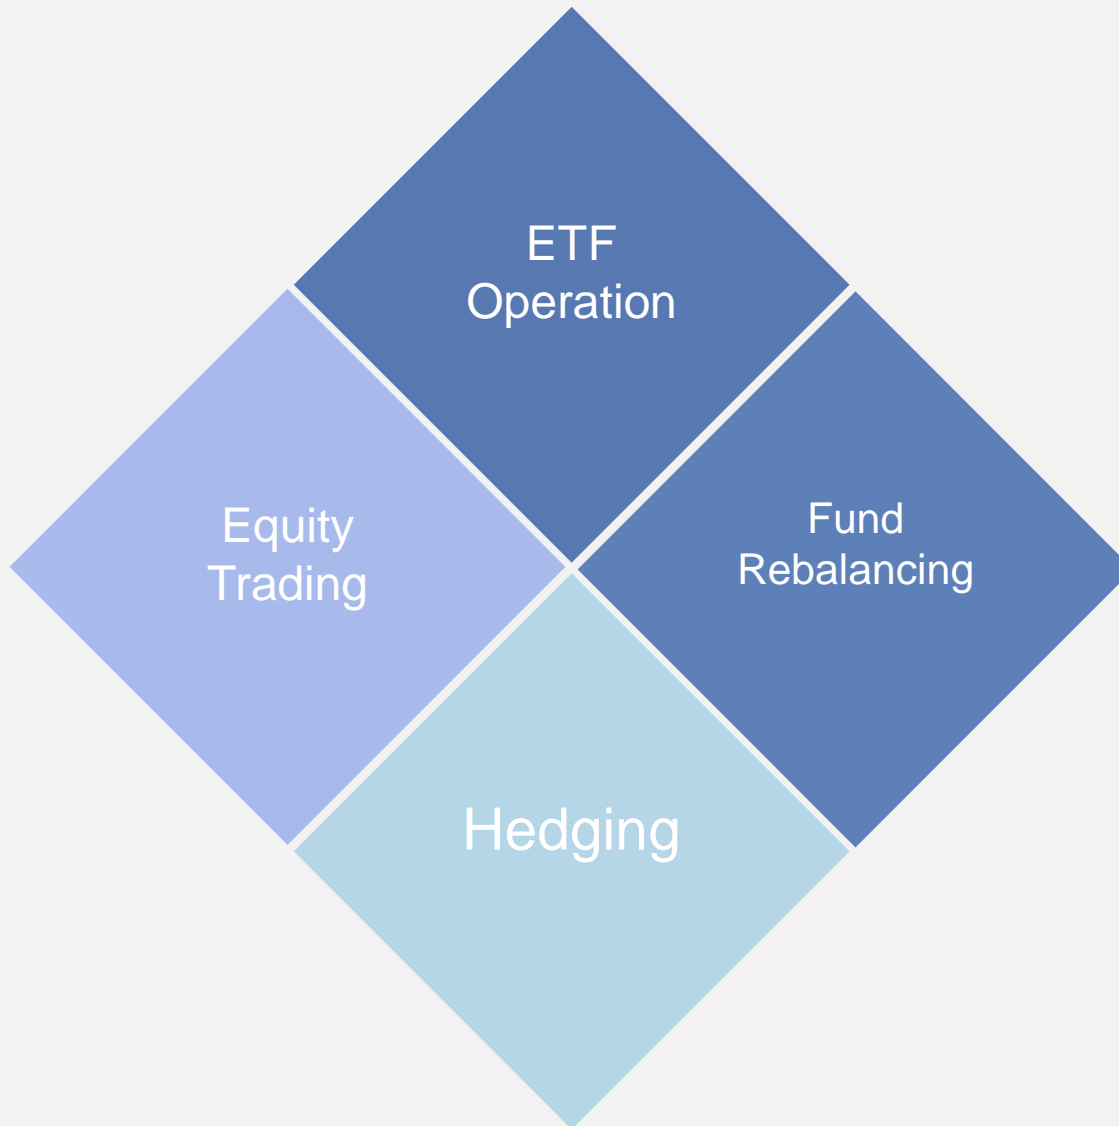 ETF
Operation
Equity
Trading
Fund
Rebalancing
Hedging